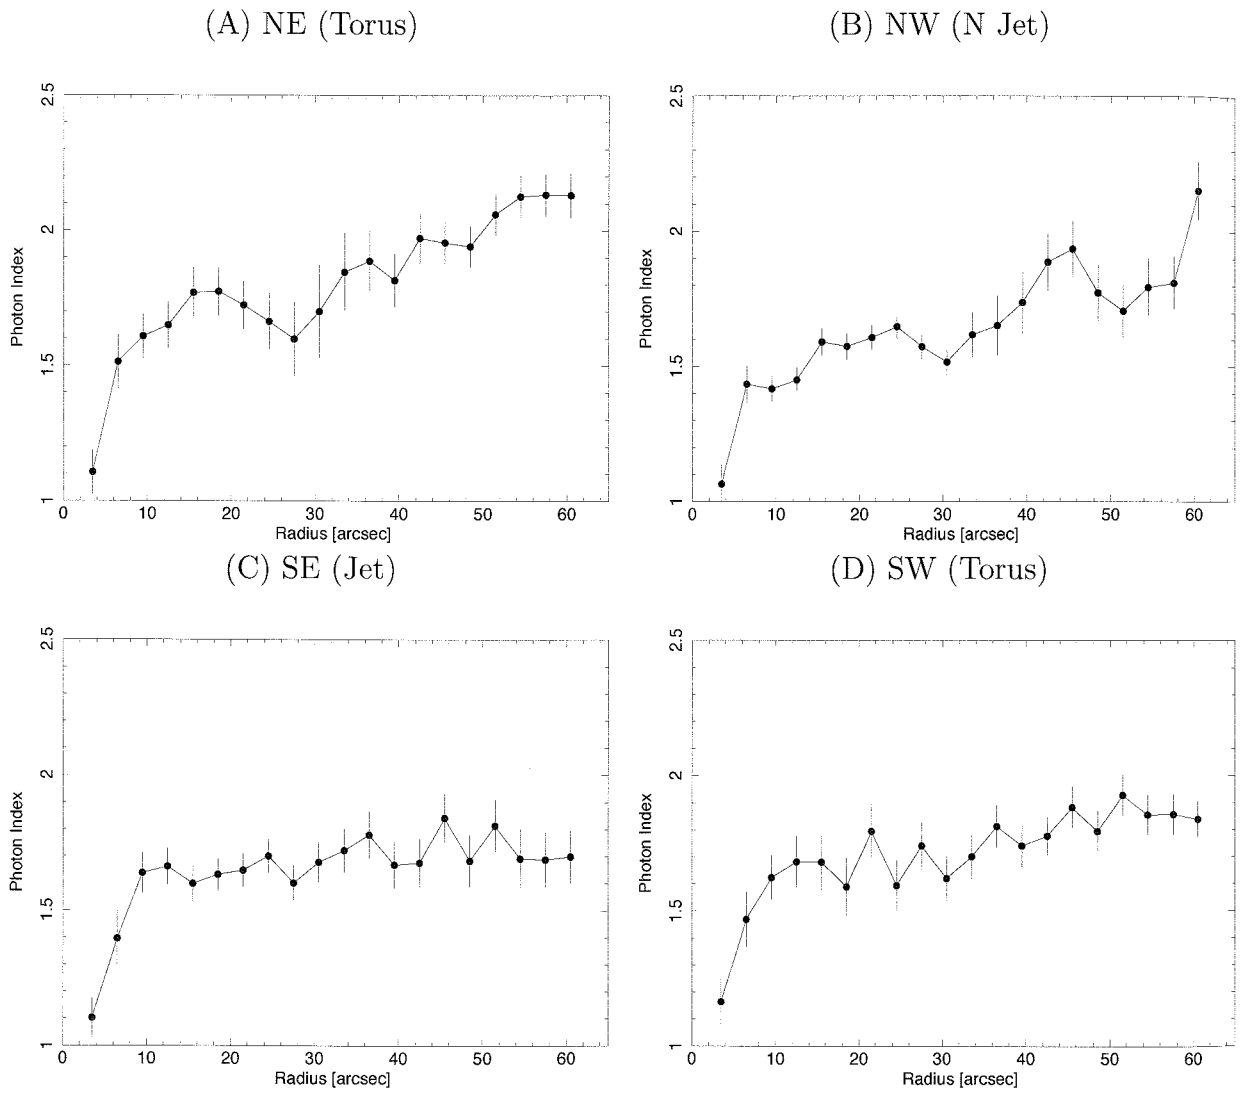 (A) NE (Torus)
(B) NW (N Jet)
2.5
2
1.5
1
Photon Index
0 10 20 30 40 50 60
Radius [arcsec]
2.5
2
1.5
1
Photon Index
0 10 20 30 40 50 60
Radius [arcsec]
(C) SE (Jet)
(D) SW (Torus)
2.5
2
1.5
1
Photon Index
0 10 20 30 40 50 60
Radius [arcsec]
2.5
2
1.5
1
Photon Index
0 10 20 30 40 50 60
Radius [arcsec]